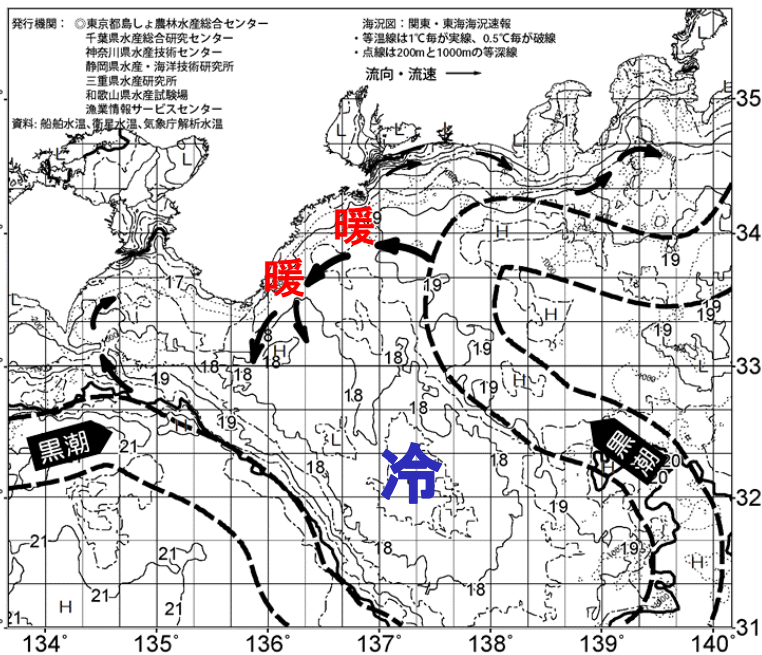 発行機関： ◎東京都島しょ農林水産総合センター
千葉県水産総合研究センター
神奈川県水産技術センター
静岡県水産・海洋技術研究所
三重県水産研究所
和歌山県水産試験場
漁業情報サービスセンター
資料: 船舶水温、衛星水温、気象庁解析水温
海況図：関東・東海海況速報
・等温線は1℃毎が実線、0.5℃毎が破線
・点線は200mと1000mの等深線
流向・流速
L
L
L
L
L
H
35
暖
19
H
34
19
暖
17
19
H
19
19
L
18
H
18
18
18
19
33
L
19
18
19
H
18
19
黒潮
21
L
冷
18
18
黒潮
H
20
32
19
21
21
18
19
H
18
H
21
21
21
31
134°
135°
136°
137°
138°
139°
140°